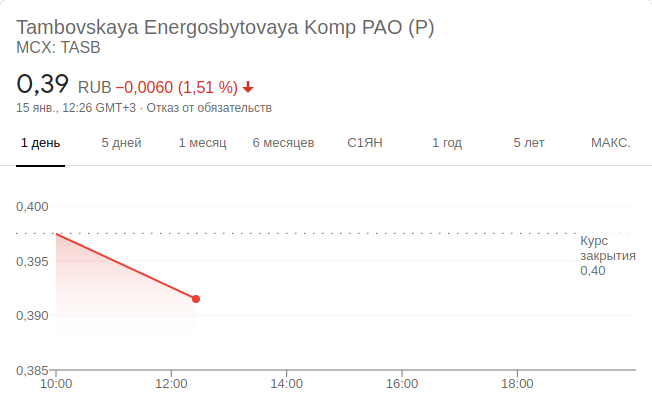 Tambovskaya Energosbytovaya Komp PAO (P)
MCX: TASB
0,39 RUB −0,0060 (1,51 %)
15 янв., 12:26 GMT+3 · Отказ от обязательств
1 день 5 дней 1 месяц 6 месяцев С1ЯН 1 год 5 лет МАКС.
0,400
Курс
закрытия
0,395
0,40
0,390
0,385
10:00 12:00 14:00 16:00 18:00